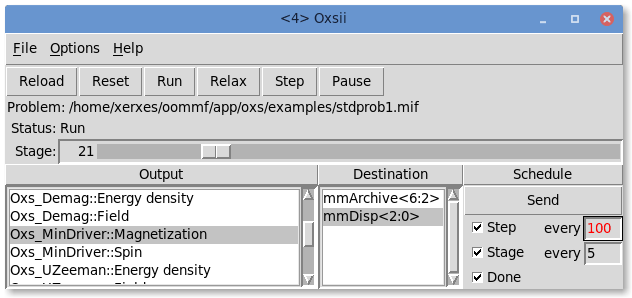 <4> Oxsii
File Options Help
Reload Reset Run Relax Step Pause
Problem: /home/xerxes/oommf/app/oxs/examples/stdprob1.mif
Status: Run
Stage: 21
Output Destination Schedule
Oxs_Demag::Energy density mmArchive<6:2> Send
Oxs_Demag::Field mmDisp<2:0>
Oxs_MinDriver::Magnetization Step every 100
Oxs_MinDriver::Spin Stage every 5
Oxs_UZeeman::Energy density Done